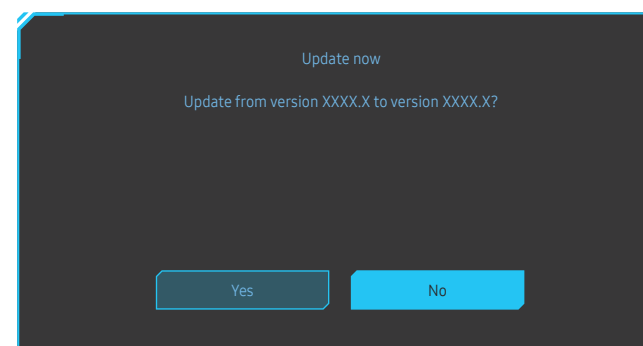 Update now
Update from version XXXX.X to version XXXX.X?
Yes
No